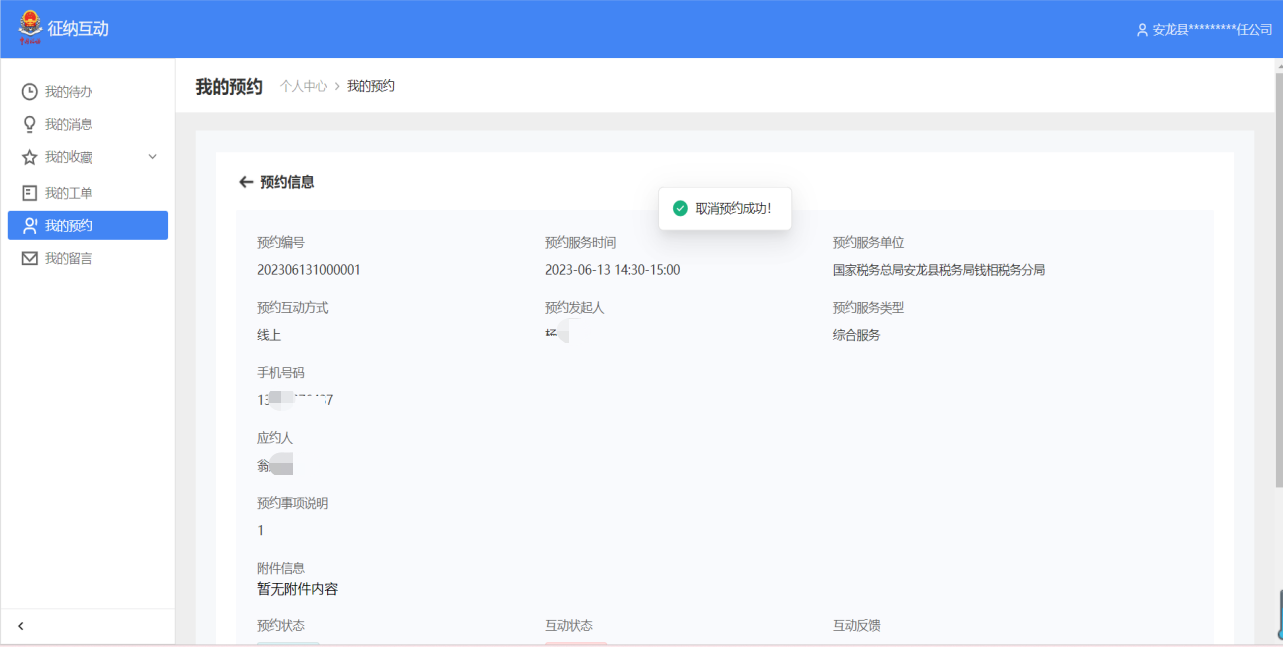 征纳互动
安龙县*********任公司
我的待办
我的消息
我的收藏
我的工单
我的预约
我的留言
我的预约 个人中心 > 我的预约
预约信息
取消预约成功!
预约编号 预约服务时间 预约服务单位
202306131000001 2023-06-13 14:30-15:00 国家税务总局安龙县税务局钱相税务分局
预约互动方式 预约发起人 预约服务类型
线上 杨 综合服务
手机号码
13
应约人
翁
预约事项说明
1
附件信息
暂无附件内容
预约状态 互动状态 互动反馈